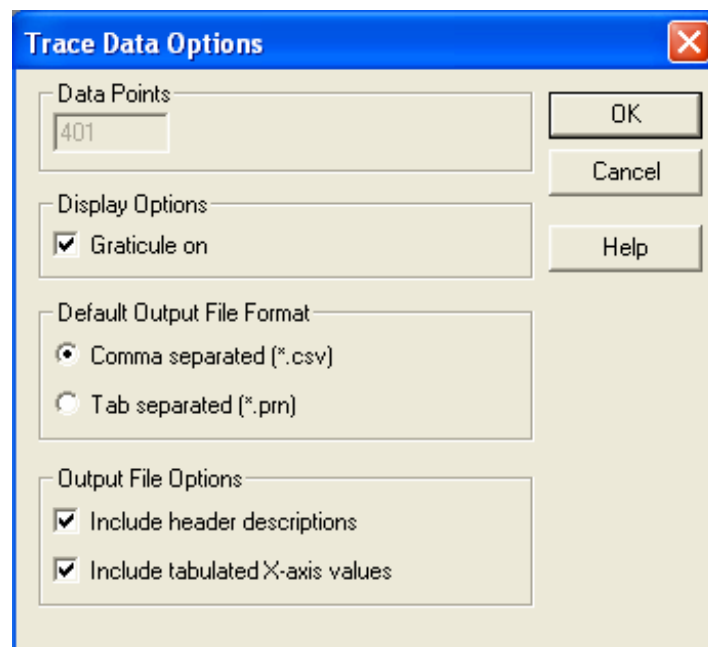 Trace Data Options
Data Points
401
OK
Cancel
Display Options
Graticule on
Help
Default Output File Format
Comma separated (*.csv)
Tab separated (*.prn)
Output File Options
Include header descriptions
Include tabulated X-axis values